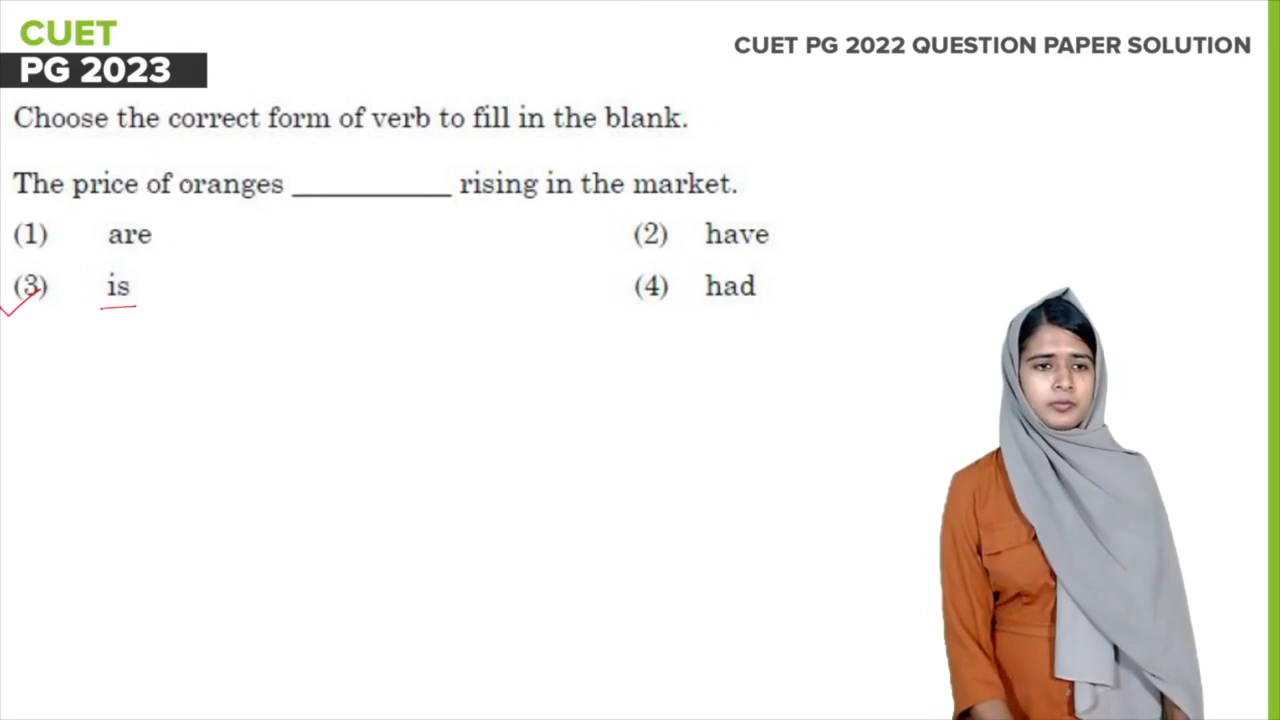 CUET
PG 2023
CUET PG 2022 QUESTION PAPER SOLUTION
Choose the correct form of verb to fill in the blank.
The price of oranges ___________ rising in the market.
(1) are (2) have
(3) is (4) had